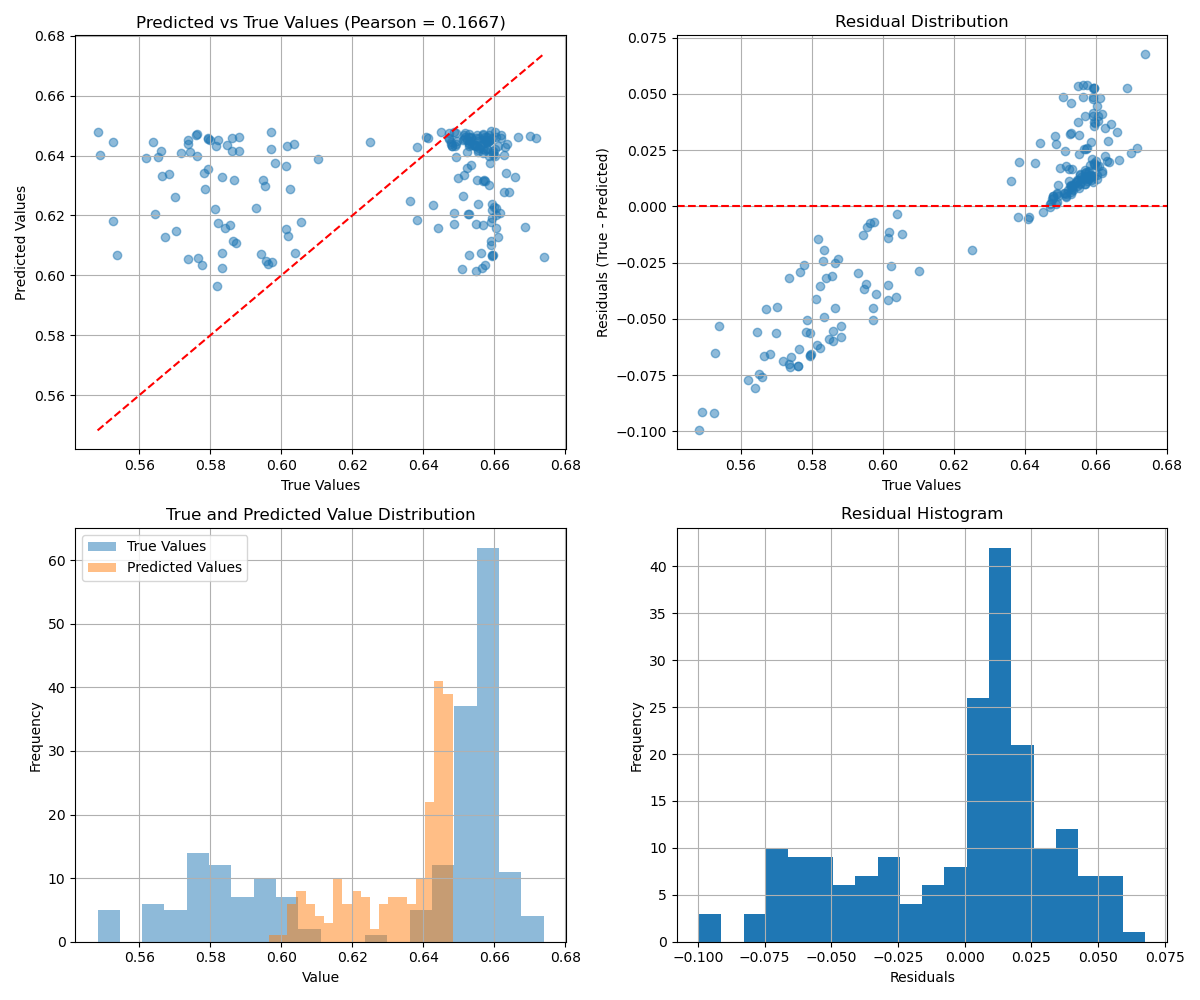 Predicted vs True Values (Pearson = 0.1667)
Predicted Values
0.68
0.66
0.64
0.62
0.60
0.58
0.56
0.56 0.58 0.60 0.62 0.64 0.66 0.68
True Values
Residual Distribution
Residuals (True - Predicted)
0.075
0.050
0.025
0.000
−0.025
−0.050
−0.075
−0.100
0.56 0.58 0.60 0.62 0.64 0.66 0.68
True Values
True and Predicted Value Distribution
True Values
Predicted Values
Frequency
60
50
40
30
20
10
0
0.56 0.58 0.60 0.62 0.64 0.66 0.68
Value
Residual Histogram
Frequency
40
35
30
25
20
15
10
5
0
−0.100 −0.075 −0.050 −0.025 0.000 0.025 0.050 0.075
Residuals